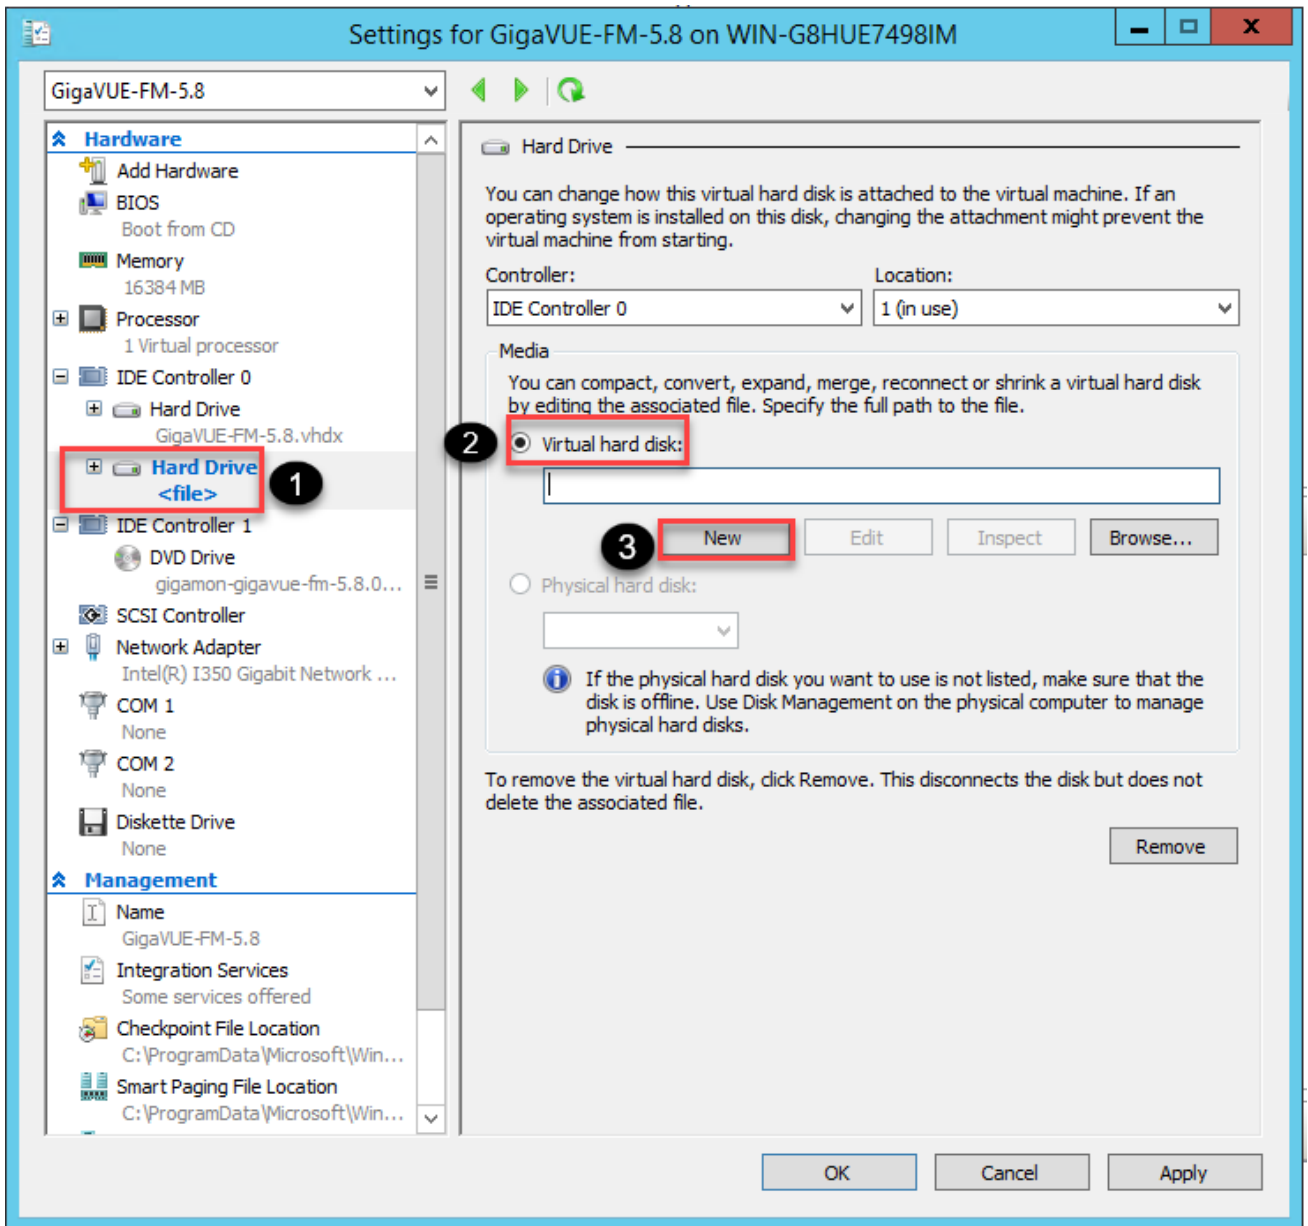 Settings for GigaVUE-FM-5.8 on WIN-G8HUE7498IM
GigaVUE-FM-5.8
Hardware
Add Hardware
BIOS
Boot from CD
Memory
16384 MB
Processor
1 Virtual processor
IDE Controller 0
Hard Drive
GigaVUE-FM-5.8.vhdx
Hard Drive
<file>
1
IDE Controller 1
DVD Drive
gigamon-gigavue-fm-5.8.0...
SCSI Controller
Network Adapter
Intel(R) I350 Gigabit Network ...
COM 1
None
COM 2
None
Diskette Drive
None
Management
Name
GigaVUE-FM-5.8
Integration Services
Some services offered
Checkpoint File Location
C:\ProgramData\Microsoft\Win...
Smart Paging File Location
C:\ProgramData\Microsoft\Win...
Hard Drive
You can change how this virtual hard disk is attached to the virtual machine. If an
operating system is installed on this disk, changing the attachment might prevent the
virtual machine from starting.
Controller:
Location:
IDE Controller 0
1 (in use)
Media
You can compact, convert, expand, merge, reconnect or shrink a virtual hard disk
by editing the associated file. Specify the full path to the file.
2
Virtual hard disk:
3
New
Edit
Inspect
Browse...
Physical hard disk:
If the physical hard disk you want to use is not listed, make sure that the
disk is offline. Use Disk Management on the physical computer to manage
physical hard disks.
To remove the virtual hard disk, click Remove. This disconnects the disk but does not
delete the associated file.
Remove
OK
Cancel
Apply